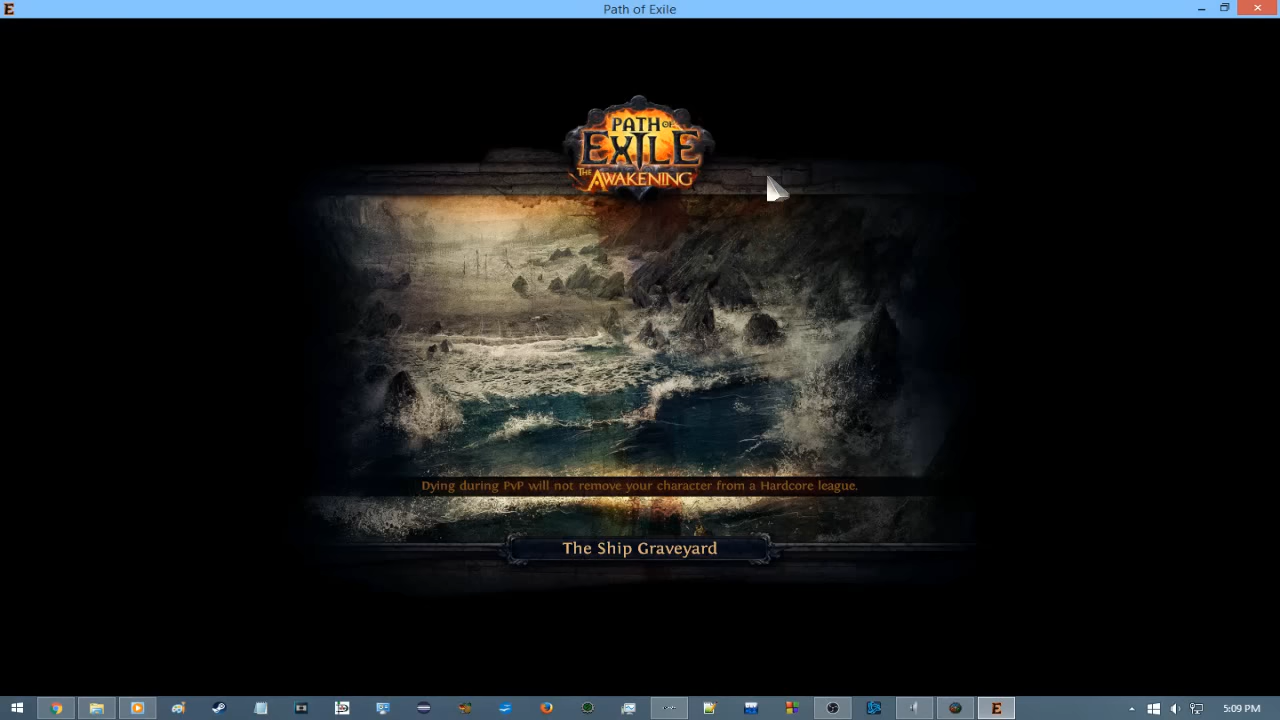 Path of Exile
PATH OF
EXILE
THE AWAKENING
Dying during PvP will not remove your character from a Hardcore league.
The Ship Graveyard
5:09 PM